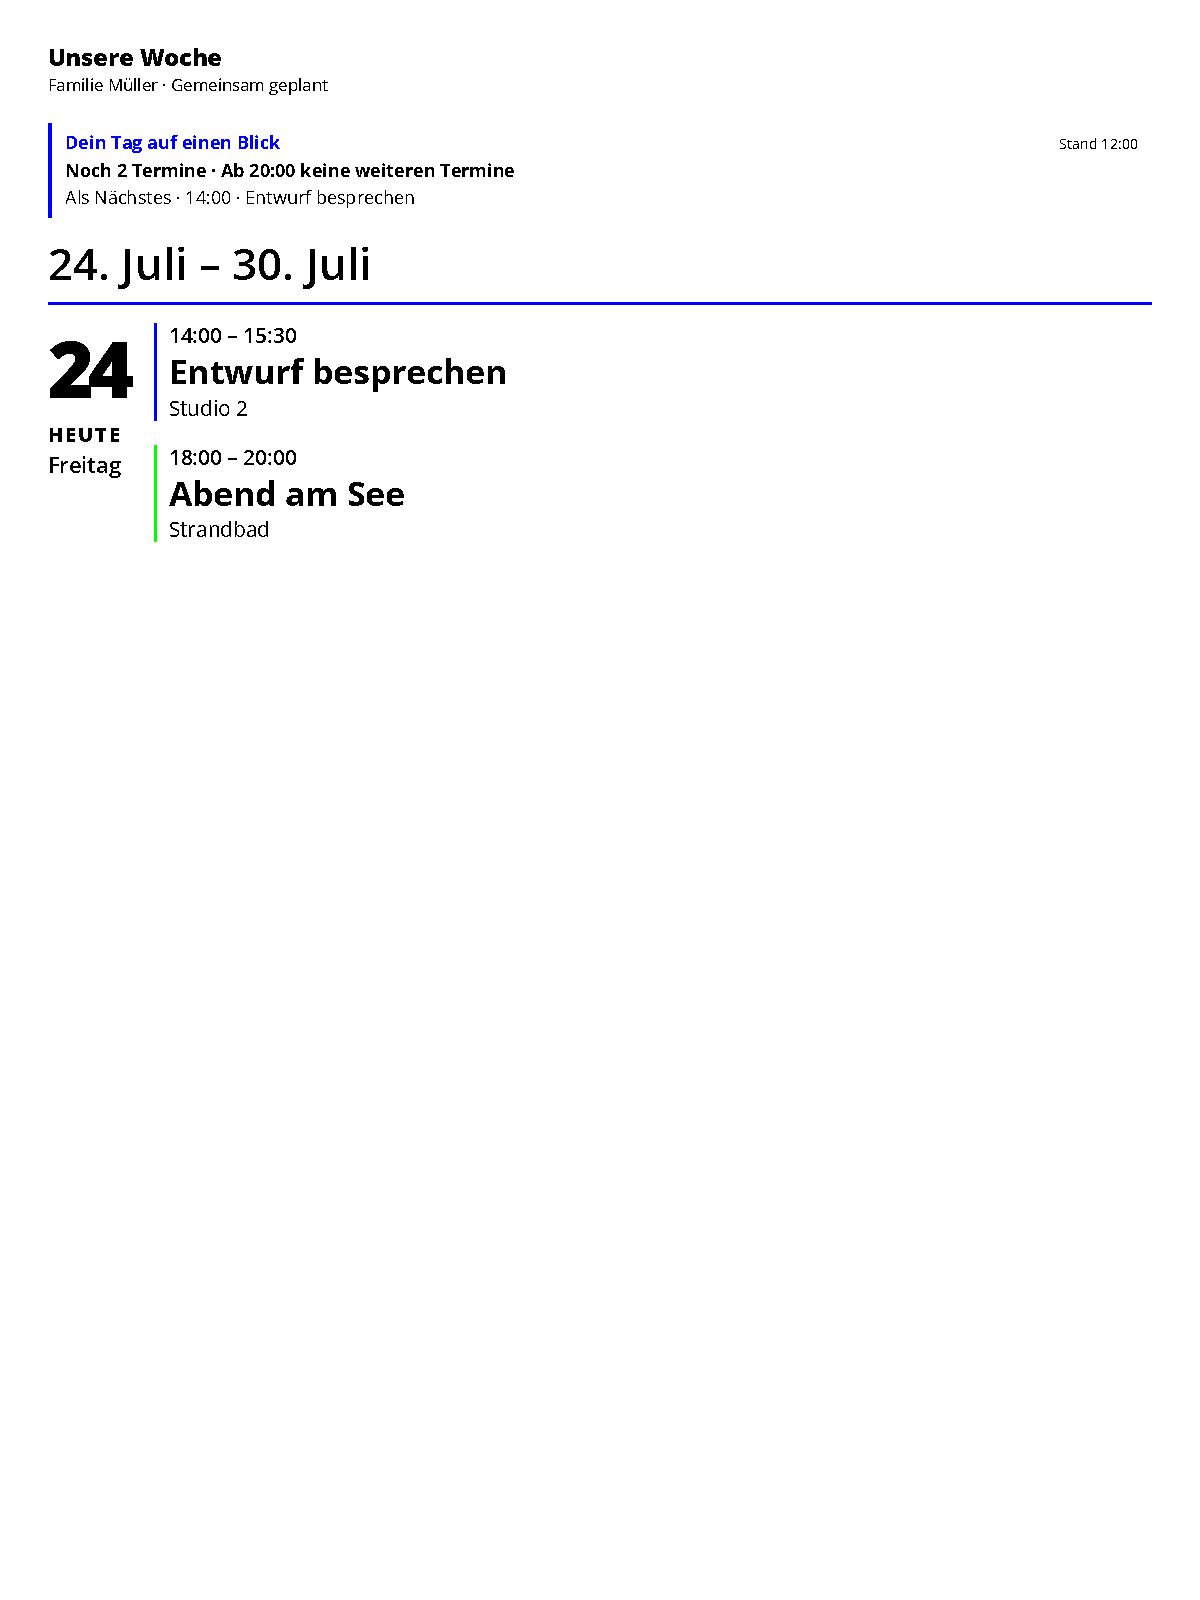 Unsere Woche
Familie Müller · Gemeinsam geplant
Dein Tag auf einen Blick
Stand 12:00
Noch 2 Termine · Ab 20:00 keine weiteren Termine
Als Nächstes · 14:00 · Entwurf besprechen
24. Juli – 30. Juli
24
HEUTE
Freitag
14:00 – 15:30
Entwurf besprechen
Studio 2
18:00 – 20:00
Abend am See
Strandbad